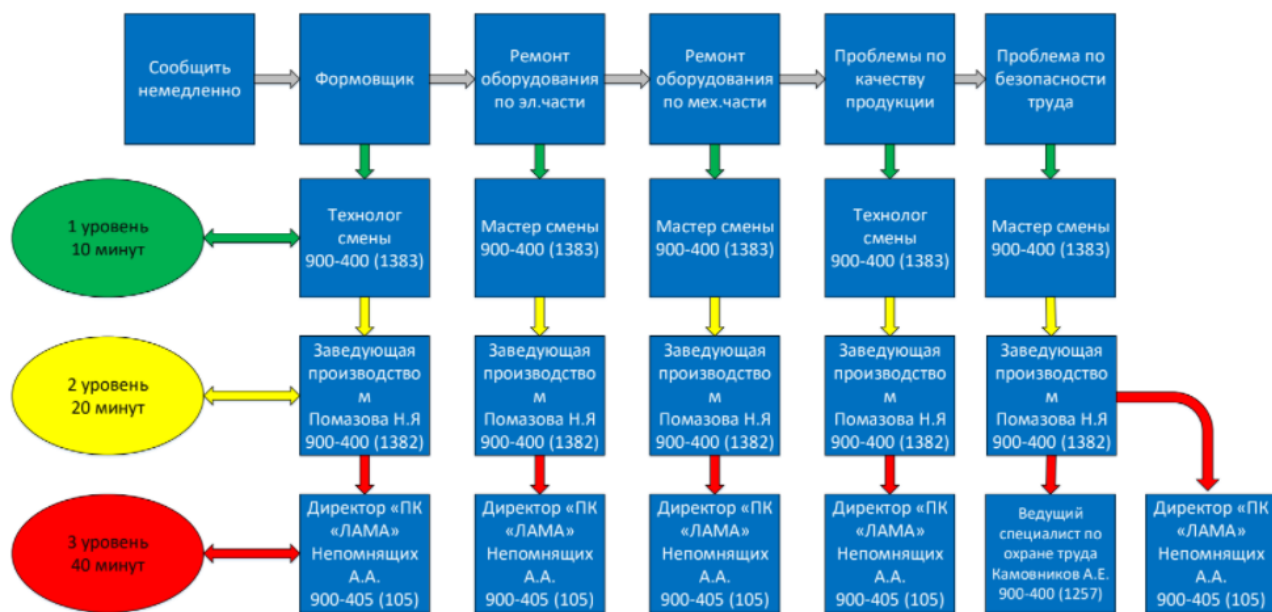 Сообщить
немедленно
Формовщик
Ремонт
оборудования
по эл.части
Ремонт
оборудования
по мех.части
Проблемы по
качеству
продукции
Проблема по
безопасности
труда
1 уровень
10 минут
Технолог
смены
900-400 (1383)
Мастер смены
900-400 (1383)
Мастер смены
900-400 (1383)
Технолог
смены
900-400 (1383)
Мастер смены
900-400 (1383)
2 уровень
20 минут
Заведующая
производство
м
Помазова Н.Я
900-400 (1382)
Заведующая
производство
м
Помазова Н.Я
900-400 (1382)
Заведующая
производство
м
Помазова Н.Я
900-400 (1382)
Заведующая
производство
м
Помазова Н.Я
900-400 (1382)
Заведующая
производство
м
Помазова Н.Я
900-400 (1382)
3 уровень
40 минут
Директор «ПК
«ЛАМА»
Непомнящих
А.А.
900-405 (105)
Директор «ПК
«ЛАМА»
Непомнящих
А.А.
900-405 (105)
Директор «ПК
«ЛАМА»
Непомнящих
А.А.
900-405 (105)
Директор «ПК
«ЛАМА»
Непомнящих
А.А.
900-405 (105)
Ведущий
специалист по
охране труда
Камовников А.Е.
900-400 (1257)
Директор «ПК
«ЛАМА»
Непомнящих
А.А.
900-405 (105)